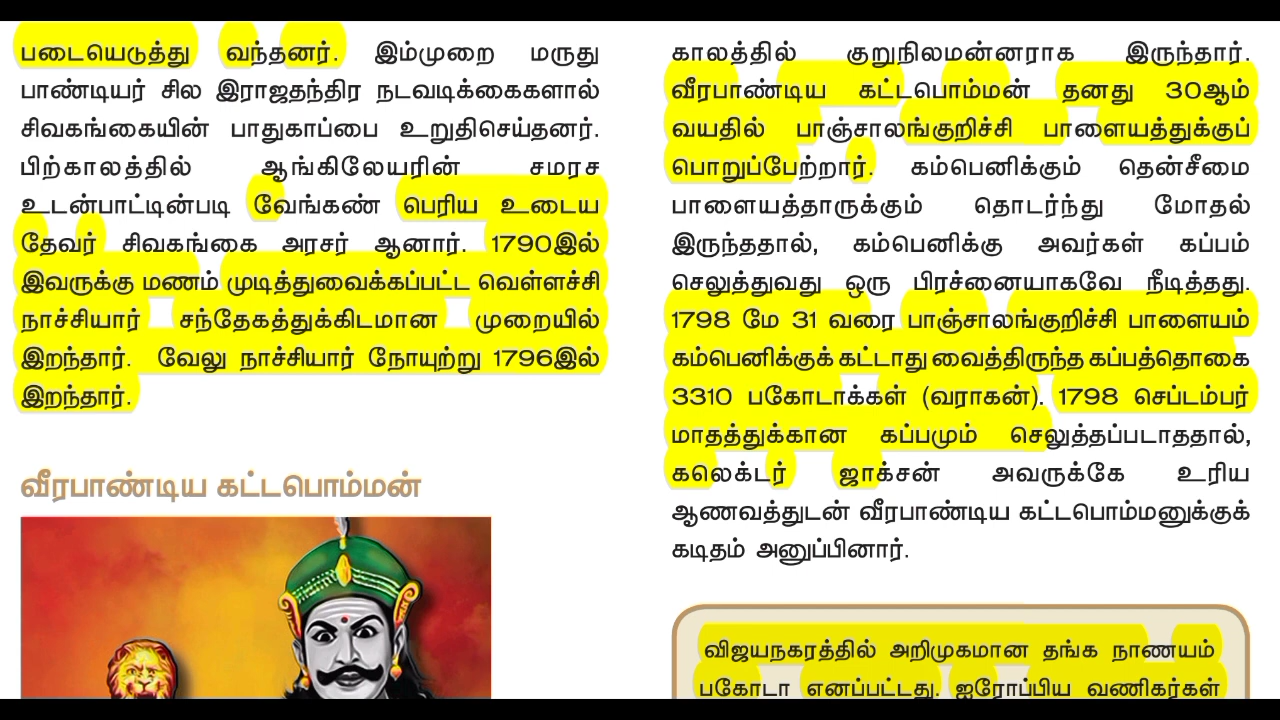 படையெடுத்து வந்தனர். இம்முறை மருது
பாண்டியர் சில இராஜதந்திர நடவடிக்கைகளால்
சிவகங்கையின் பாதுகாப்பை உறுதிசெய்தனர்.
பிற்காலத்தில் ஆங்கிலேயரின் சமரச
உடன்பாட்டின்படி வேங்கண் பெரிய உடைய
தேவர் சிவகங்கை அரசர் ஆனார். 1790இல்
இவருக்கு மணம் முடித்துவைக்கப்பட்ட வெள்ளச்சி
நாச்சியார் சந்தேகத்துக்கிடமான முறையில்
இறந்தார். வேலு நாச்சியார் நோயுற்று 1796இல்
இறந்தார்.
வீரபாண்டிய கட்டபொம்மன்
காலத்தில் குறுநிலமன்னராக இருந்தார்.
வீரபாண்டிய கட்டபொம்மன் தனது 30ஆம்
வயதில் பாஞ்சாலங்குறிச்சி பாளையத்துக்குப்
பொறுப்பேற்றார். கம்பெனிக்கும் தென்சீமை
பாளையத்தாருக்கும் தொடர்ந்து மோதல்
இருந்ததால், கம்பெனிக்கு அவர்கள் கப்பம்
செலுத்துவது ஒரு பிரச்னையாகவே நீடித்தது.
1798 மே 31 வரை பாஞ்சாலங்குறிச்சி பாளையம்
கம்பெனிக்குக் கட்டாது வைத்திருந்த கப்பத்தொகை
3310 பகோடாக்கள் (வராகன்). 1798 செப்டம்பர்
மாதத்துக்கான கப்பமும் செலுத்தப்படாததால்,
கலெக்டர் ஜாக்சன் அவருக்கே உரிய
ஆணவத்துடன் வீரபாண்டிய கட்டபொம்மனுக்குக்
கடிதம் அனுப்பினார்.
விஜயநகரத்தில் அறிமுகமான தங்க நாணயம்
பகோடா எனப்பட்டது. ஐரோப்பிய வணிகர்கள்